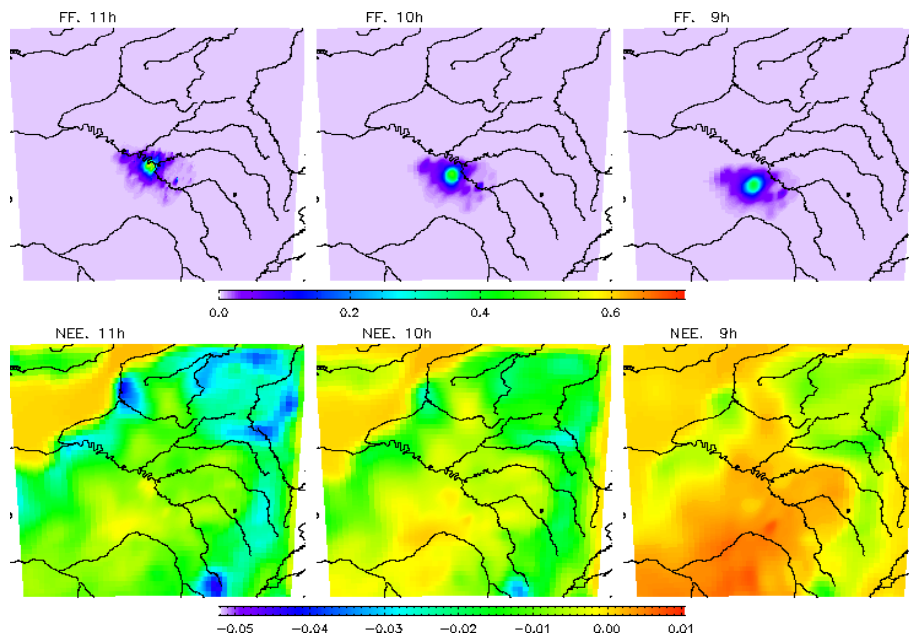 FF, 11h
FF, 10h
FF, 9h
0.0 0.2 0.4 0.6
NEE, 11h
NEE, 10h
NEE, 9h
−0.05 −0.04 −0.03 −0.02 −0.01 0.00 0.01